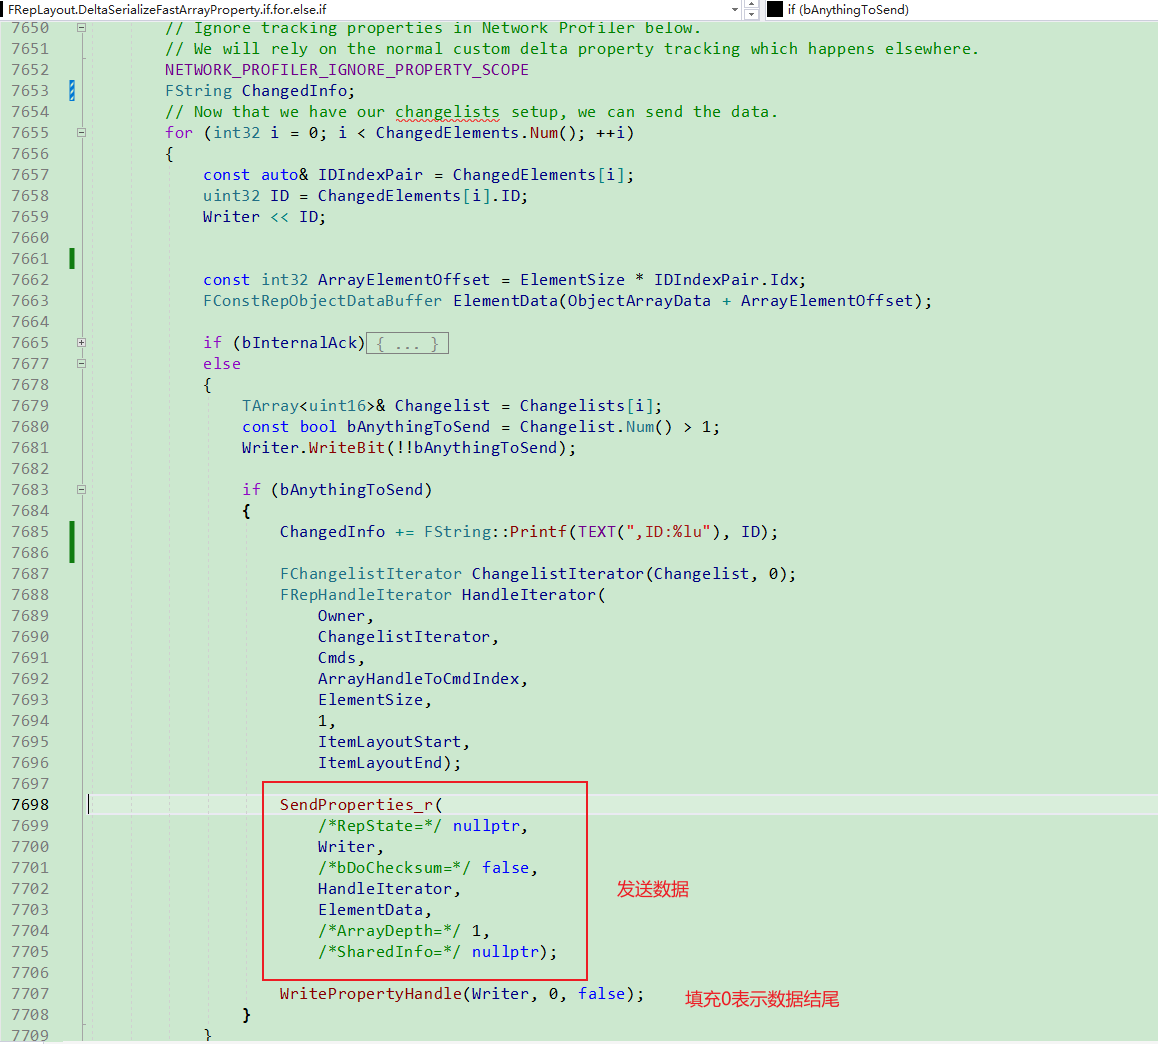 FRepLayout.DeltaSerializeFastArrayProperty.if.for.else.if
if (bAnythingToSend)
7650 // Ignore tracking properties in Network Profiler below.
7651 // We will rely on the normal custom delta property tracking which happens elsewhere.
7652 NETWORK_PROFILER_IGNORE_PROPERTY_SCOPE
7653 FString ChangedInfo;
7654 // Now that we have our changelists setup, we can send the data.
7655 for (int32 i = 0; i < ChangedElements.Num(); ++i)
7656 {
7657 const auto& IDIndexPair = ChangedElements[i];
7658 uint32 ID = ChangedElements[i].ID;
7659 Writer << ID;
7660
7661
7662 const int32 ArrayElementOffset = ElementSize * IDIndexPair.Idx;
7663 FConstRepObjectDataBuffer ElementData(ObjectArrayData + ArrayElementOffset);
7664
7665 if (bInternalAck){ ... }
7677 else
7678 {
7679 TArray<uint16>& Changelist = Changelists[i];
7680 const bool bAnythingToSend = Changelist.Num() > 1;
7681 Writer.WriteBit(!!bAnythingToSend);
7682
7683 if (bAnythingToSend)
7684 {
7685 ChangedInfo += FString::Printf(TEXT(",ID:%lu"), ID);
7686
7687 FChangelistIterator ChangelistIterator(Changelist, 0);
7688 FRepHandleIterator HandleIterator(
7689 Owner,
7690 ChangelistIterator,
7691 Cmds,
7692 ArrayHandleToCmdIndex,
7693 ElementSize,
7694 1,
7695 ItemLayoutStart,
7696 ItemLayoutEnd);
7697
7698 SendProperties_r(
7699 /*RepState=*/ nullptr,
7700 Writer,
7701 /*bDoChecksum=*/ false,
7702 HandleIterator,
发送数据
7703 ElementData,
7704 /*ArrayDepth=*/ 1,
7705 /*SharedInfo=*/ nullptr);
7706
7707 WritePropertyHandle(Writer, 0, false);
填充0表示数据结尾
7708 }
7709 }